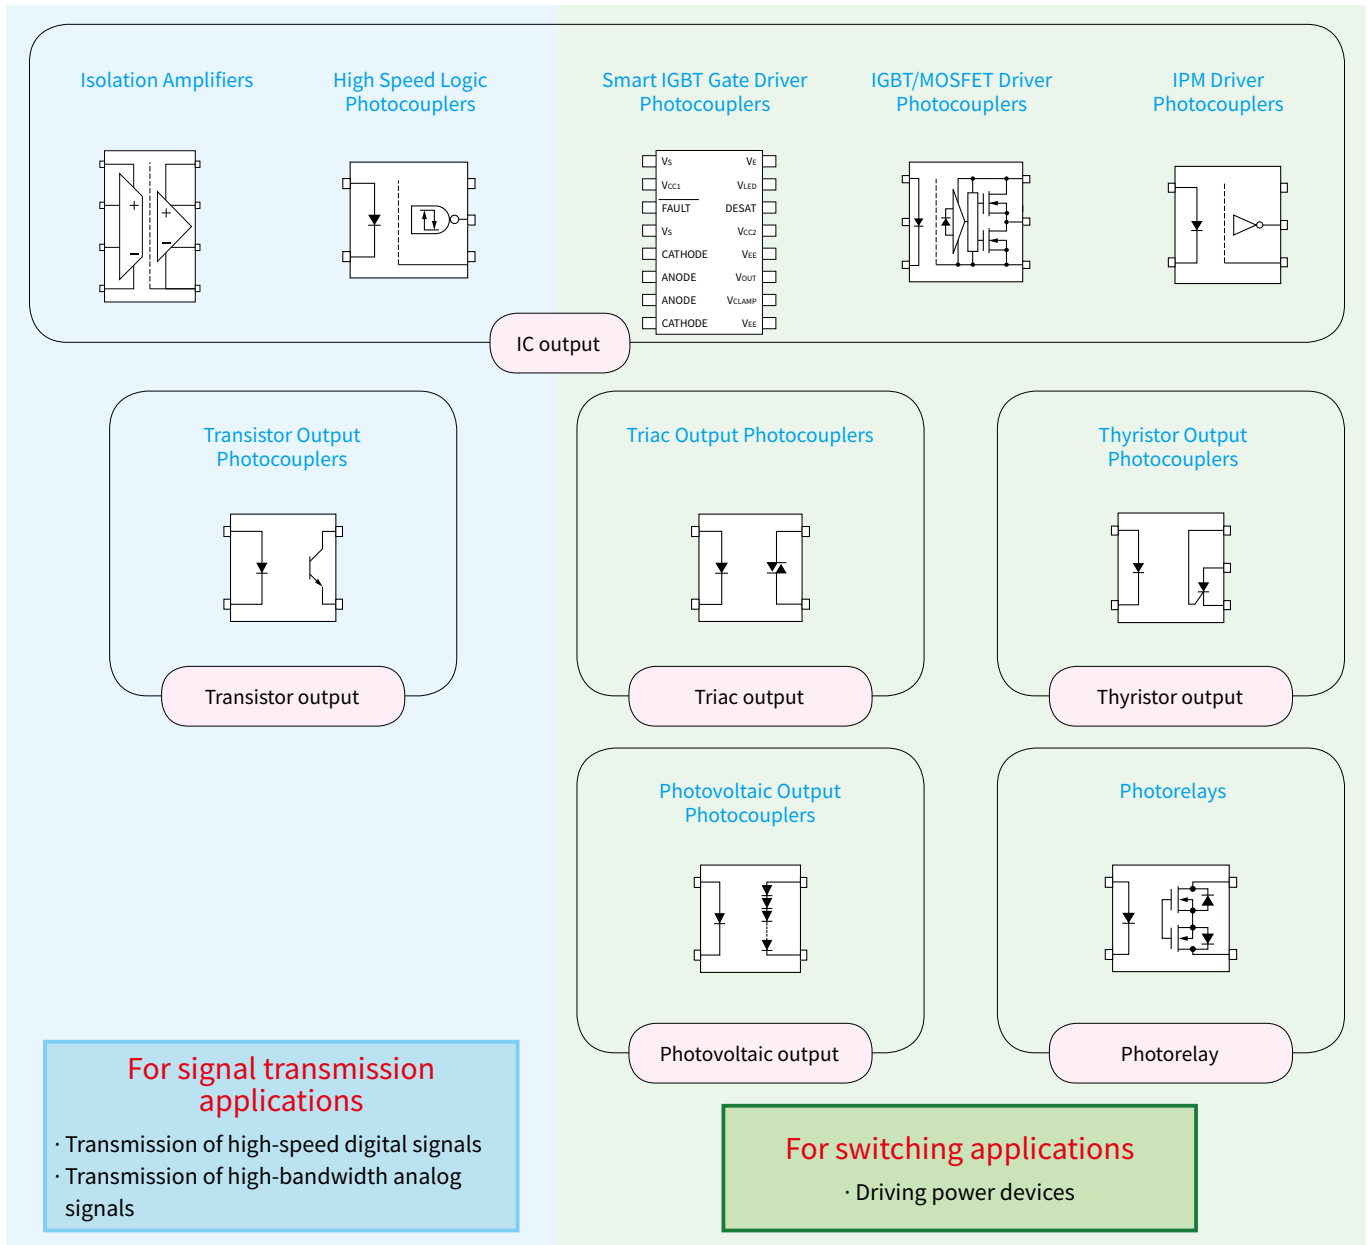 Isolation Amplifiers
High Speed Logic
Photocouplers
Smart IGBT Gate Driver
Photocouplers
IGBT/MOSFET Driver
Photocouplers
IPM Driver
Photocouplers
+
−
+
−
VS
VCC1
FAULT
VS
CATHODE
ANODE
ANODE
CATHODE
VE
VLED
DESAT
VCC2
VEE
VOUT
VCLAMP
VEE
IC output
Transistor Output
Photocouplers
Triac Output Photocouplers
Thyristor Output
Photocouplers
Transistor output
Triac output
Thyristor output
Photovoltaic Output
Photocouplers
Photorelays
Photovoltaic output
Photorelay
For signal transmission
applications
· Transmission of high-speed digital signals
· Transmission of high-bandwidth analog
signals
For switching applications
· Driving power devices